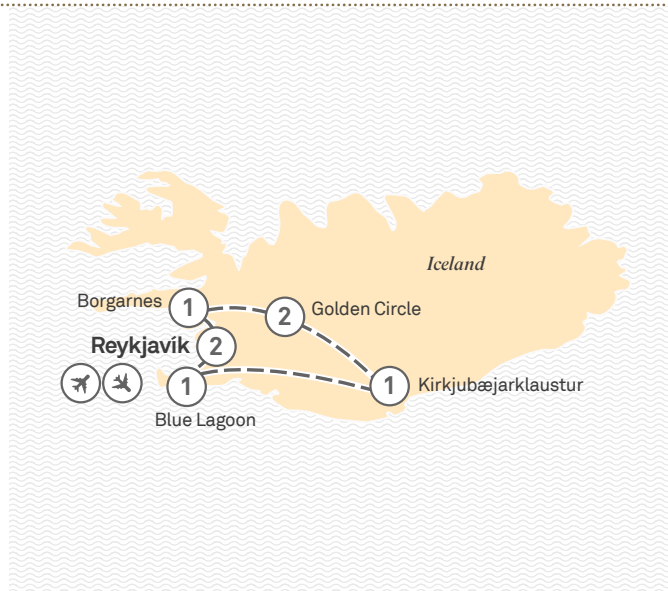 Iceland
Borgarnes
1
2
Golden Circle
Reykjavík
2
1
1
Kirkjubæjarklaustur
Blue Lagoon